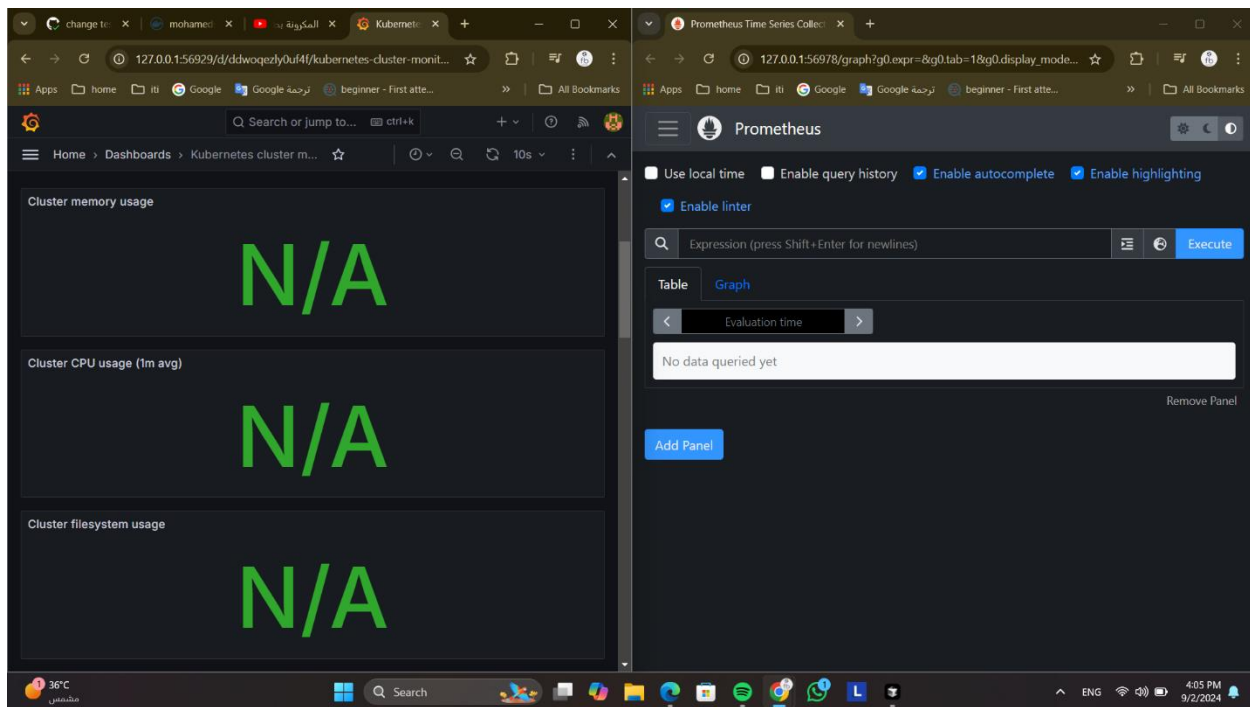 change te
mohamed
المكرونة بد
Kubernete
127.0.0.1:56929/d/ddwoqezly0uf4f/kubernetes-cluster-monit...
Apps
home
iti
Google
Google ترجمة
beginner - First atte...
»
All Bookmarks
Search or jump to...
ctrl+k
Home › Dashboards › Kubernetes cluster m...
10s
Cluster memory usage
N/A
Cluster CPU usage (1m avg)
N/A
Cluster filesystem usage
N/A
Prometheus Time Series Collect
127.0.0.1:56978/graph?g0.expr=&g0.tab=1&g0.display_mode...
Apps
home
iti
Google
Google ترجمة
beginner - First atte...
»
All Bookmarks
Prometheus
Use local time
Enable query history
Enable autocomplete
Enable highlighting
Enable linter
Expression (press Shift+Enter for newlines)
Execute
Table
Graph
Evaluation time
No data queried yet
Remove Panel
Add Panel
1
36°C
مشمس
Search
L
ENG
4:05 PM
9/2/2024